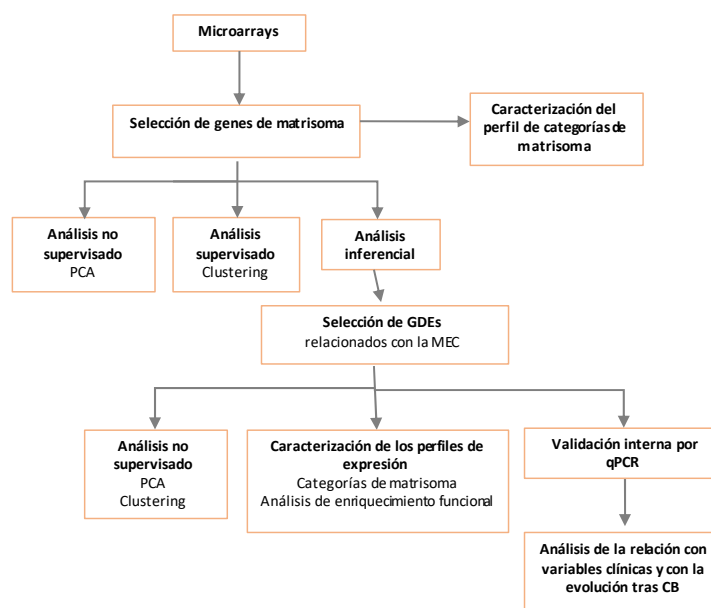 Microarrays
Selección de genes de matrisoma
Caracterización del
perfil de categorías de
matrisoma
Análisis no
supervisado
PCA
Análisis
supervisado
Clustering
Análisis
inferencial
Selección de GDEs
relacionados con la MEC
Análisis no
supervisado
PCA
Clustering
Caracterización de los perfiles de
expresión
Categorías de matrisoma
Análisis de enriquecimiento funcional
Validación interna por
qPCR
Análisis de la relación con
variables clínicas y con la
evolución tras CB